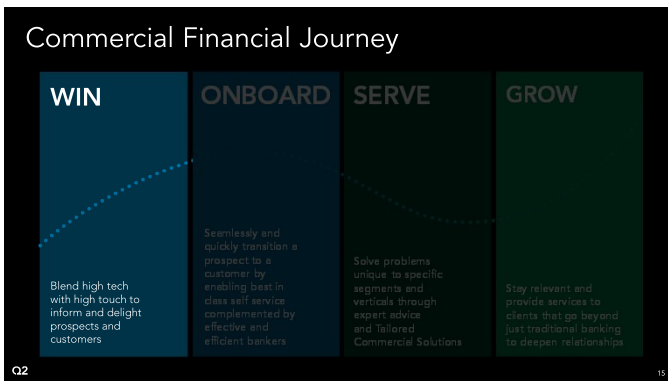 Commercial Financial Journey
WIN
Blend high tech
with high touch to
inform and delight
prospects and
customers
ONBOARD
Seamlessly and
quickly transition a
prospect to a
customer by
enabling best in
class self service
complemented by
effective and
efficient bankers
SERVE
Solve problems
unique to specific
segments and
verticals through
expert advice
and Tailored
Commercial Solutions
GROW
Stay relevant and
provide services to
clients that go beyond
just traditional banking
to deepen relationships
Q2
15